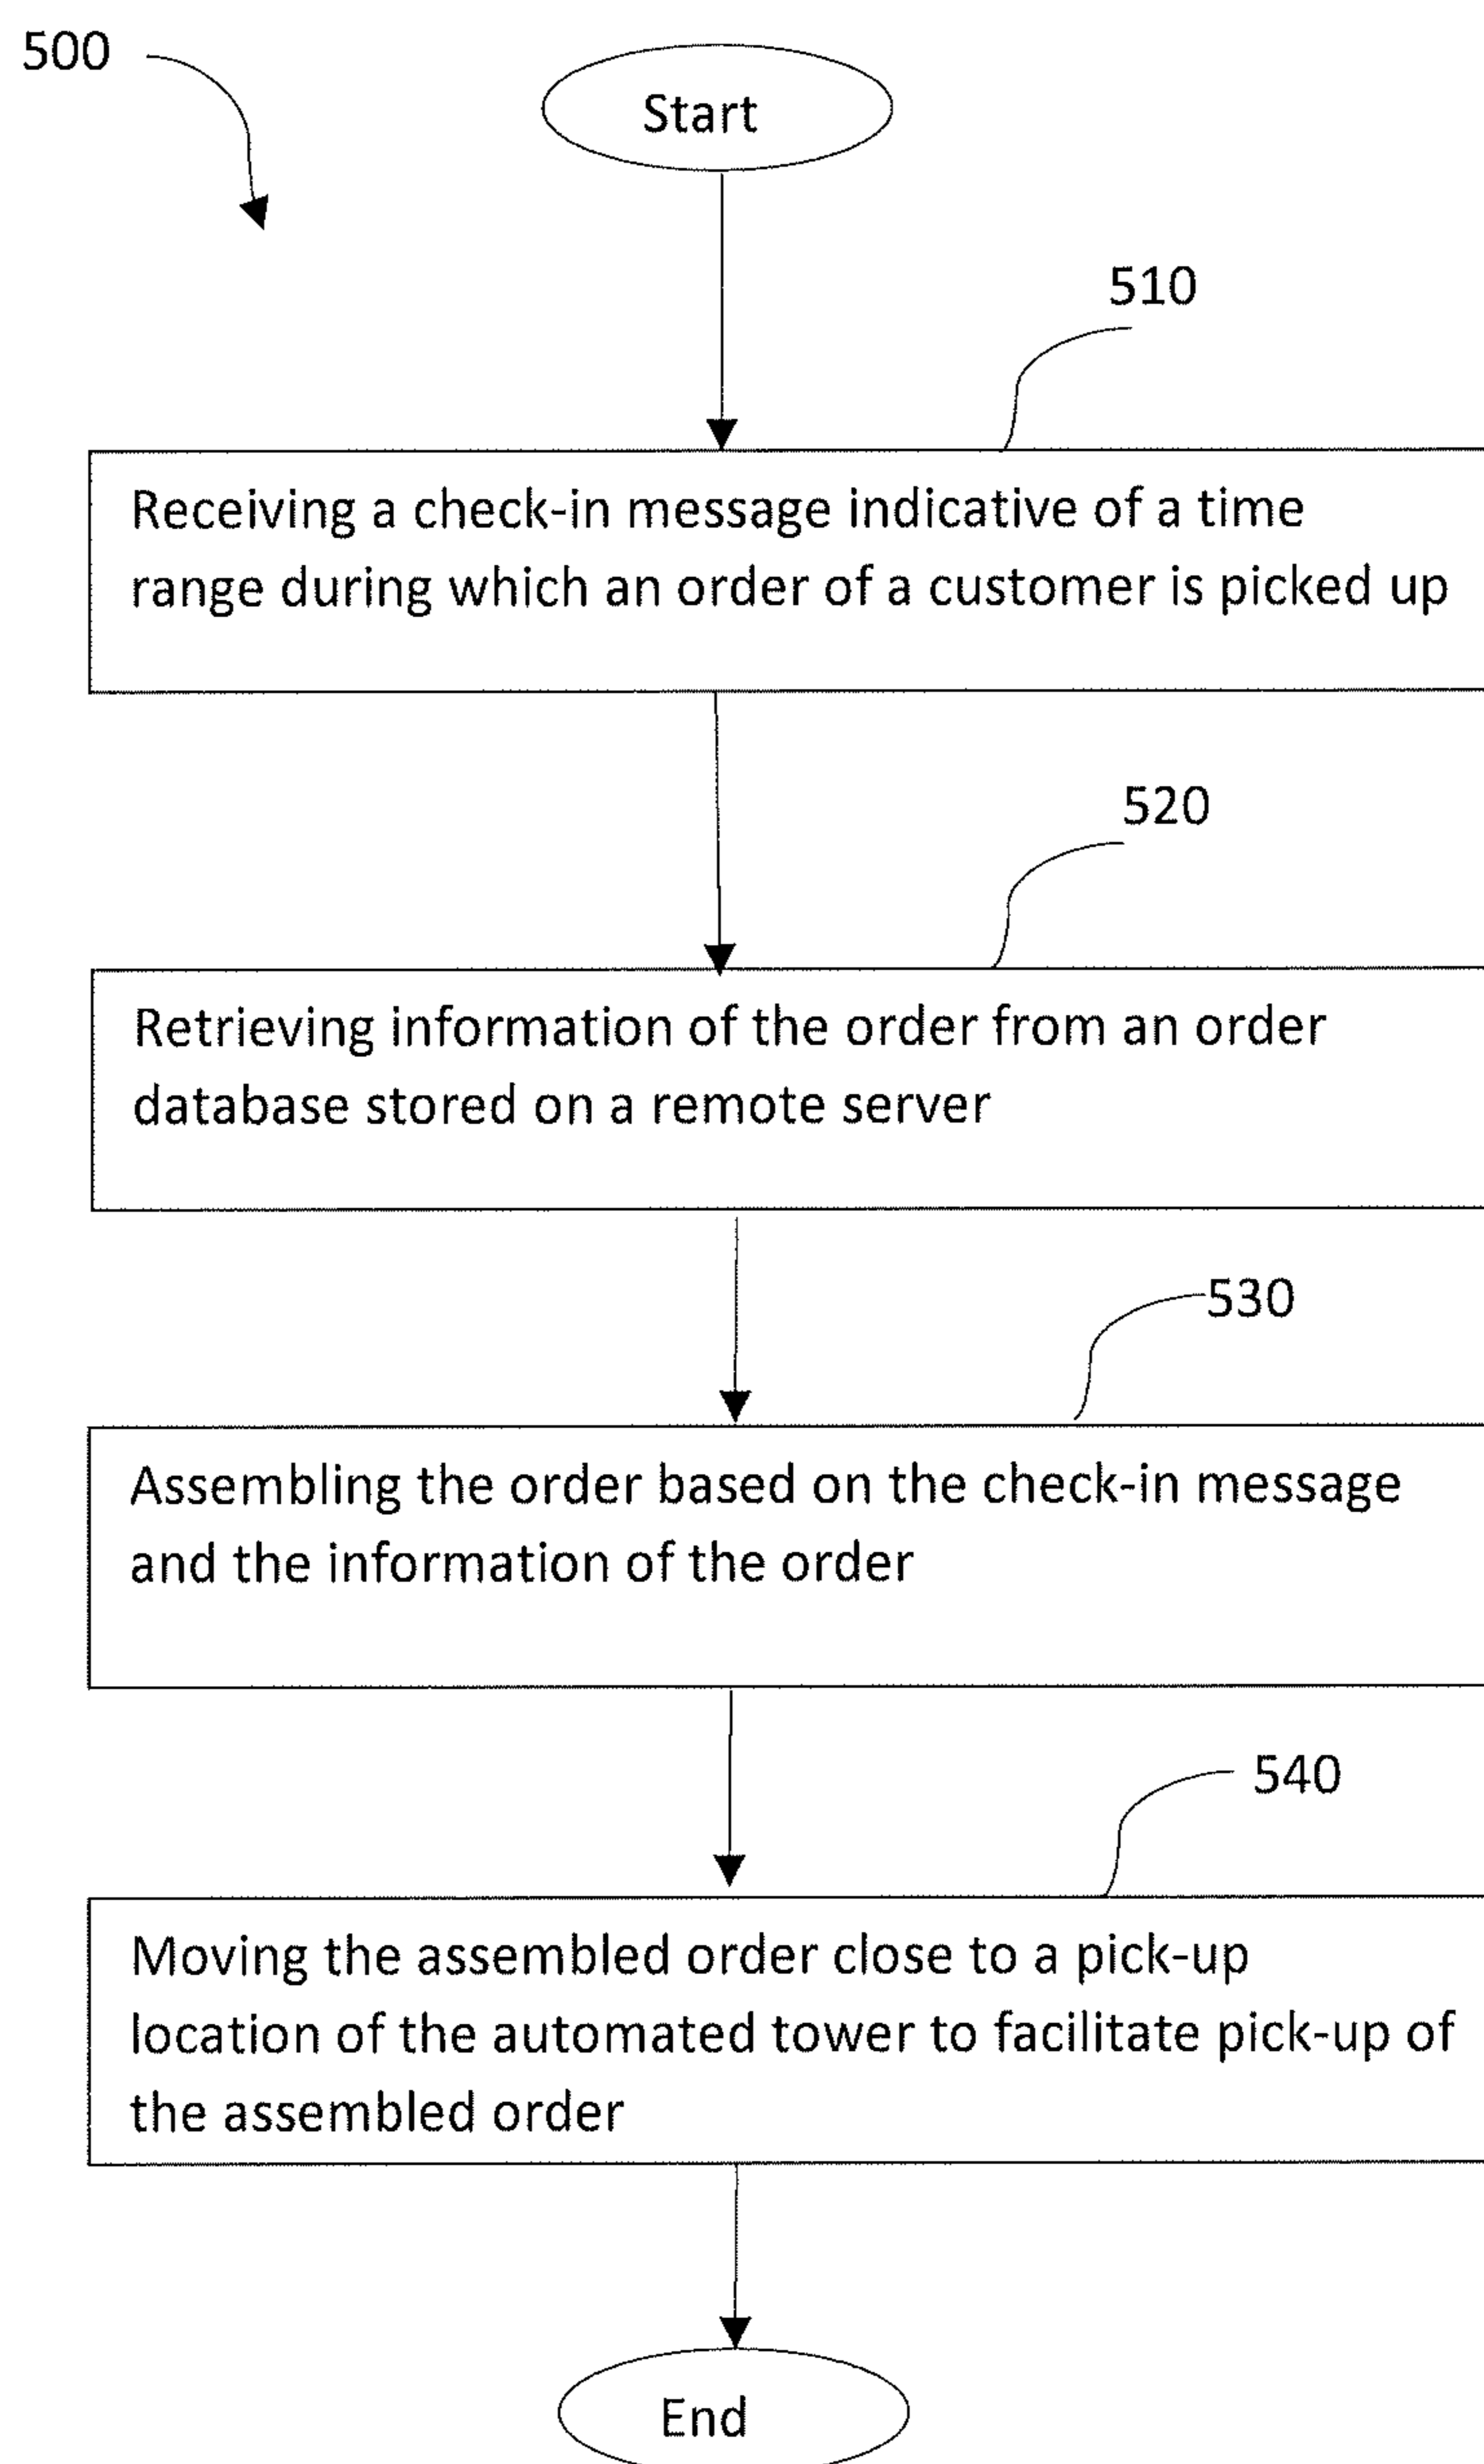 500
Start
510
Receiving a check-in message indicative of a time
range during which an order of a customer is picked up
520
Retrieving information of the order from an order
database stored on a remote server
530
Assembling the order based on the check-in message
and the information of the order
540
Moving the assembled order close to a pick-up
location of the automated tower to facilitate pick-up of
the assembled order
End